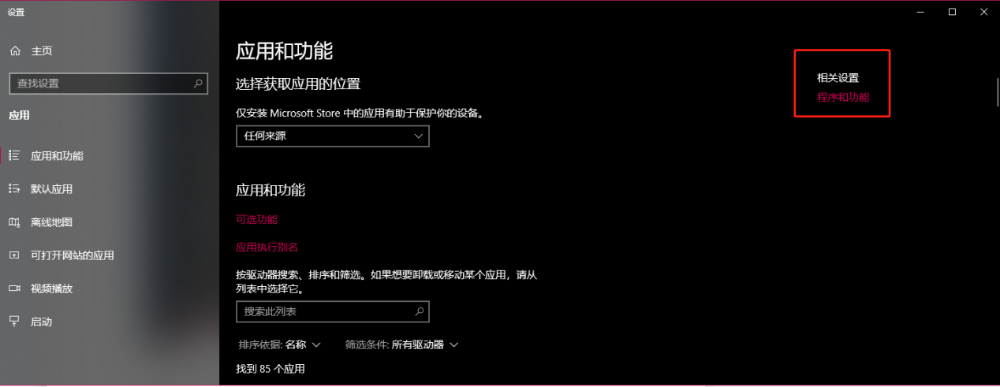 设置
主页
查找设置
应用
应用和功能
默认应用
离线地图
可打开网站的应用
视频播放
启动
应用和功能
选择获取应用的位置
仅安装 Microsoft Store 中的应用有助于保护你的设备。
任何来源
应用和功能
可选功能
应用执行别名
按驱动器搜索、排序和筛选。如果想要卸载或移动某个应用，请从
列表中选择它。
搜索此列表
排序依据: 名称 筛选条件: 所有驱动器
找到 85 个应用
相关设置
程序和功能